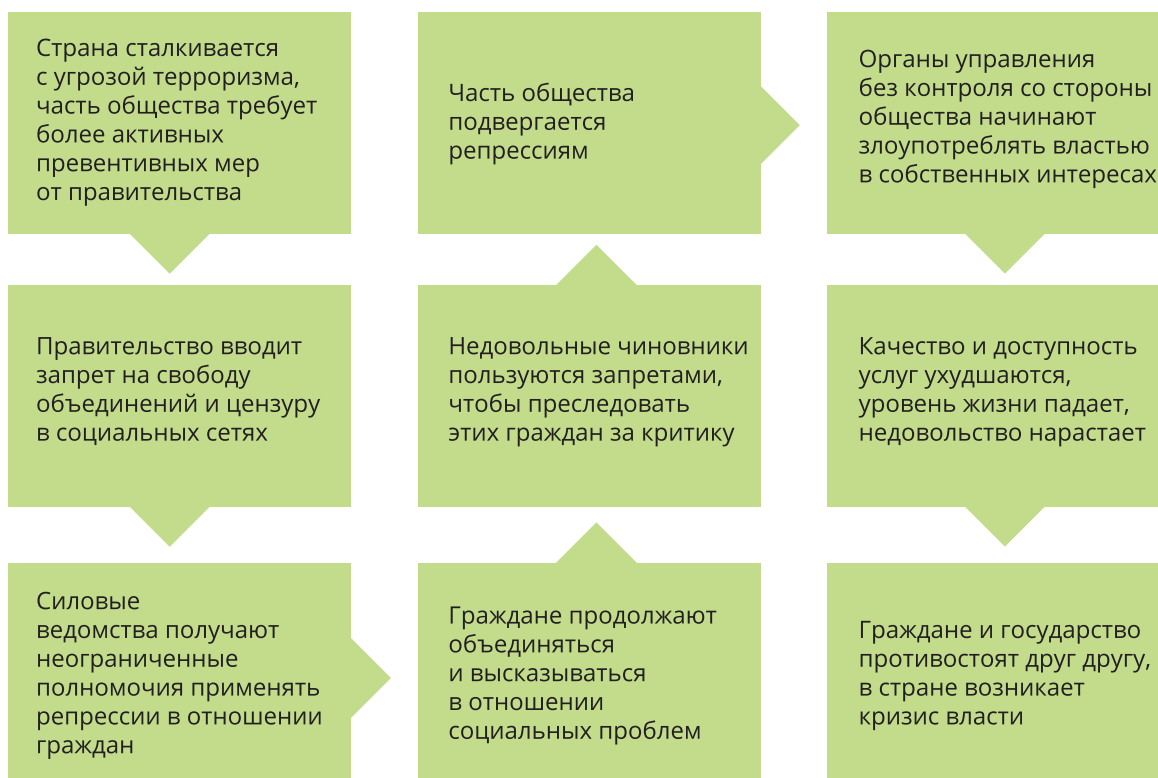 Страна сталкивается
с угрозой терроризма,
часть общества требует
более активных
превентивных мер
от правительства
Правительство вводит
запрет на свободу
объединений и цензуру
в социальных сетях
Силовые
ведомства получают
неограниченные
полномочия применять
репрессии в отношении
граждан
Граждане продолжают
объединяться
и высказываться
в отношении
социальных проблем
Недовольные чиновники
пользуются запретами,
чтобы преследовать
этих граждан за критику
Часть общества
подвергается
репрессиям
Органы управления
без контроля со стороны
общества начинают
злоупотреблять властью
в собственных интересах
Качество и доступность
услуг ухудшаются,
уровень жизни падает,
недовольство нарастает
Граждане и государство
противостоят друг другу,
в стране возникает
кризис власти